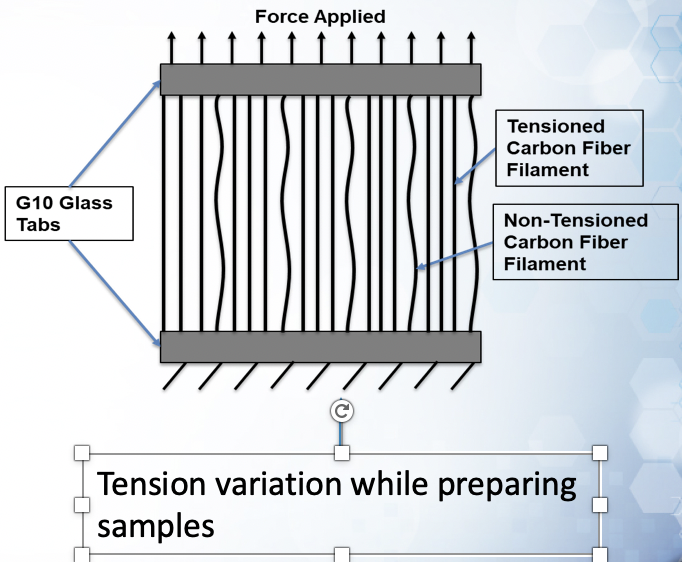 Force Applied
Tensioned
Carbon Fiber
Filament
G10 Glass
Tabs
Non-Tensioned
Carbon Fiber
Filament
Tension variation while preparing
samples